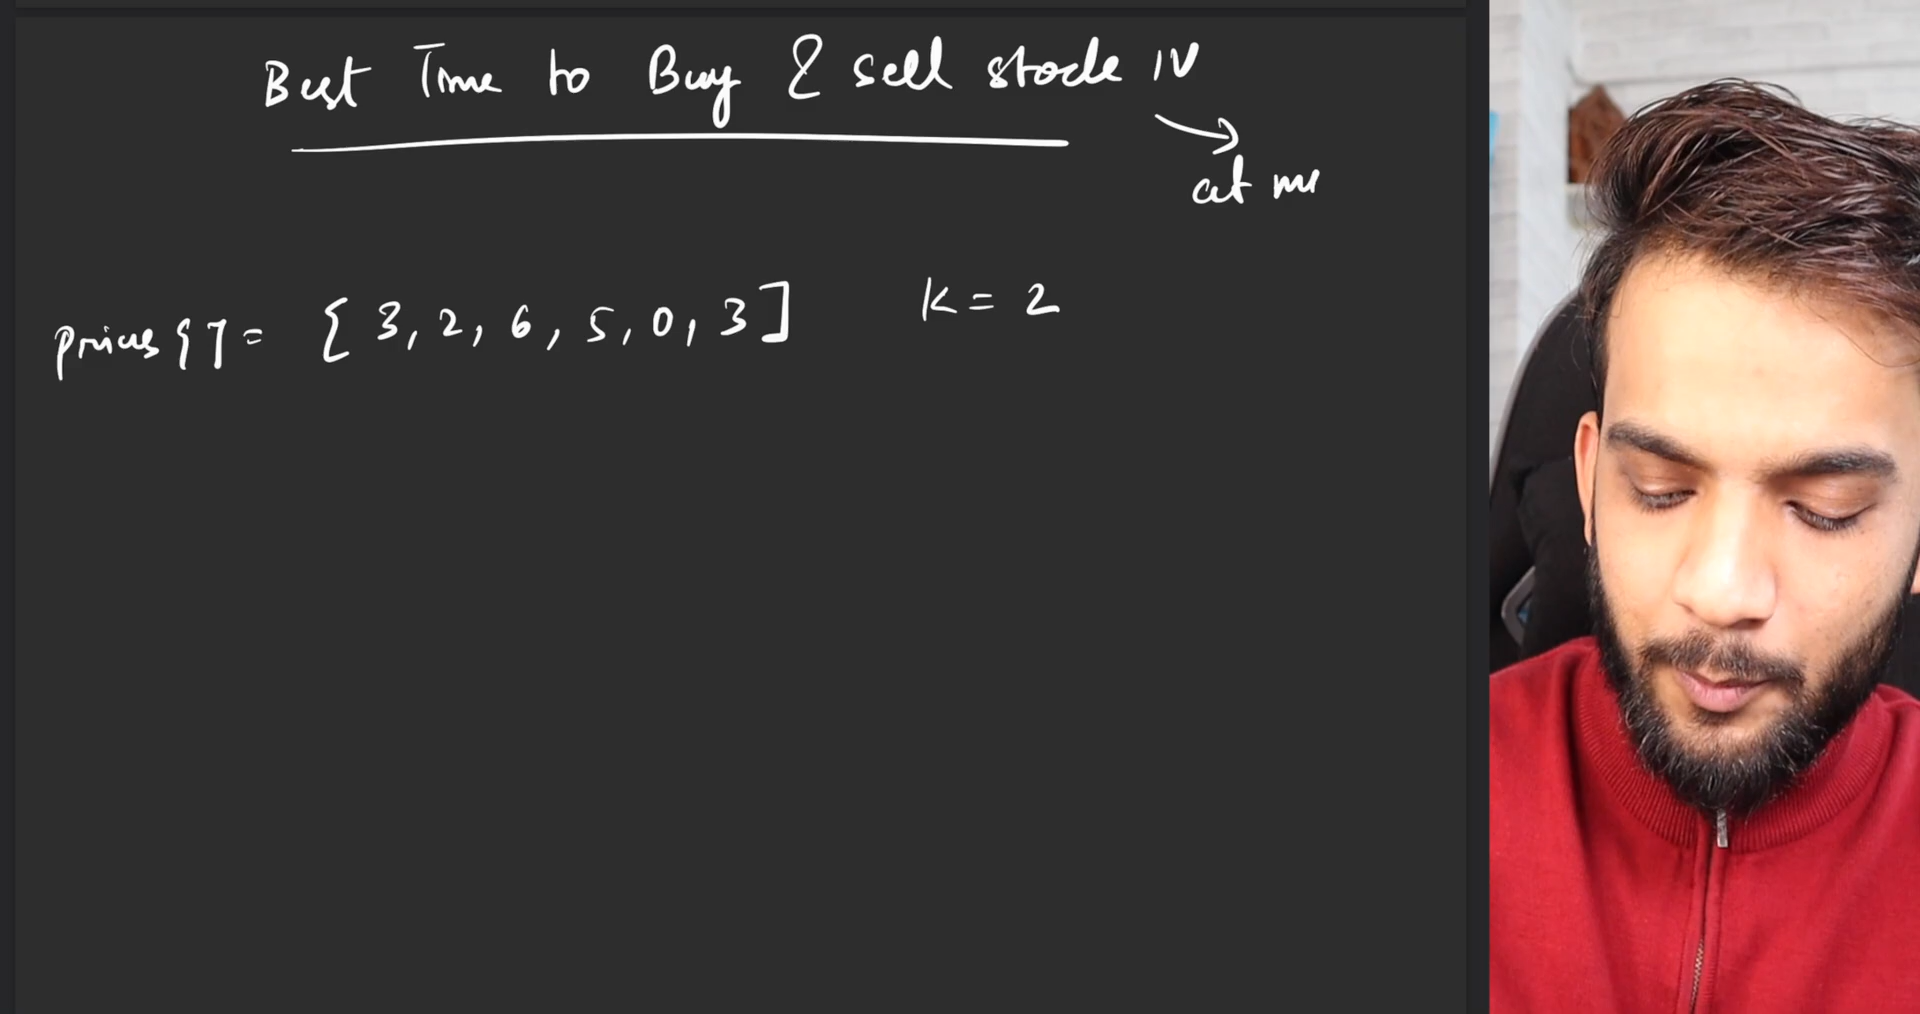 Best Time to Buy & sell stock IV
at
prices [] = [3, 2, 6, 5, 0, 3] K = 2